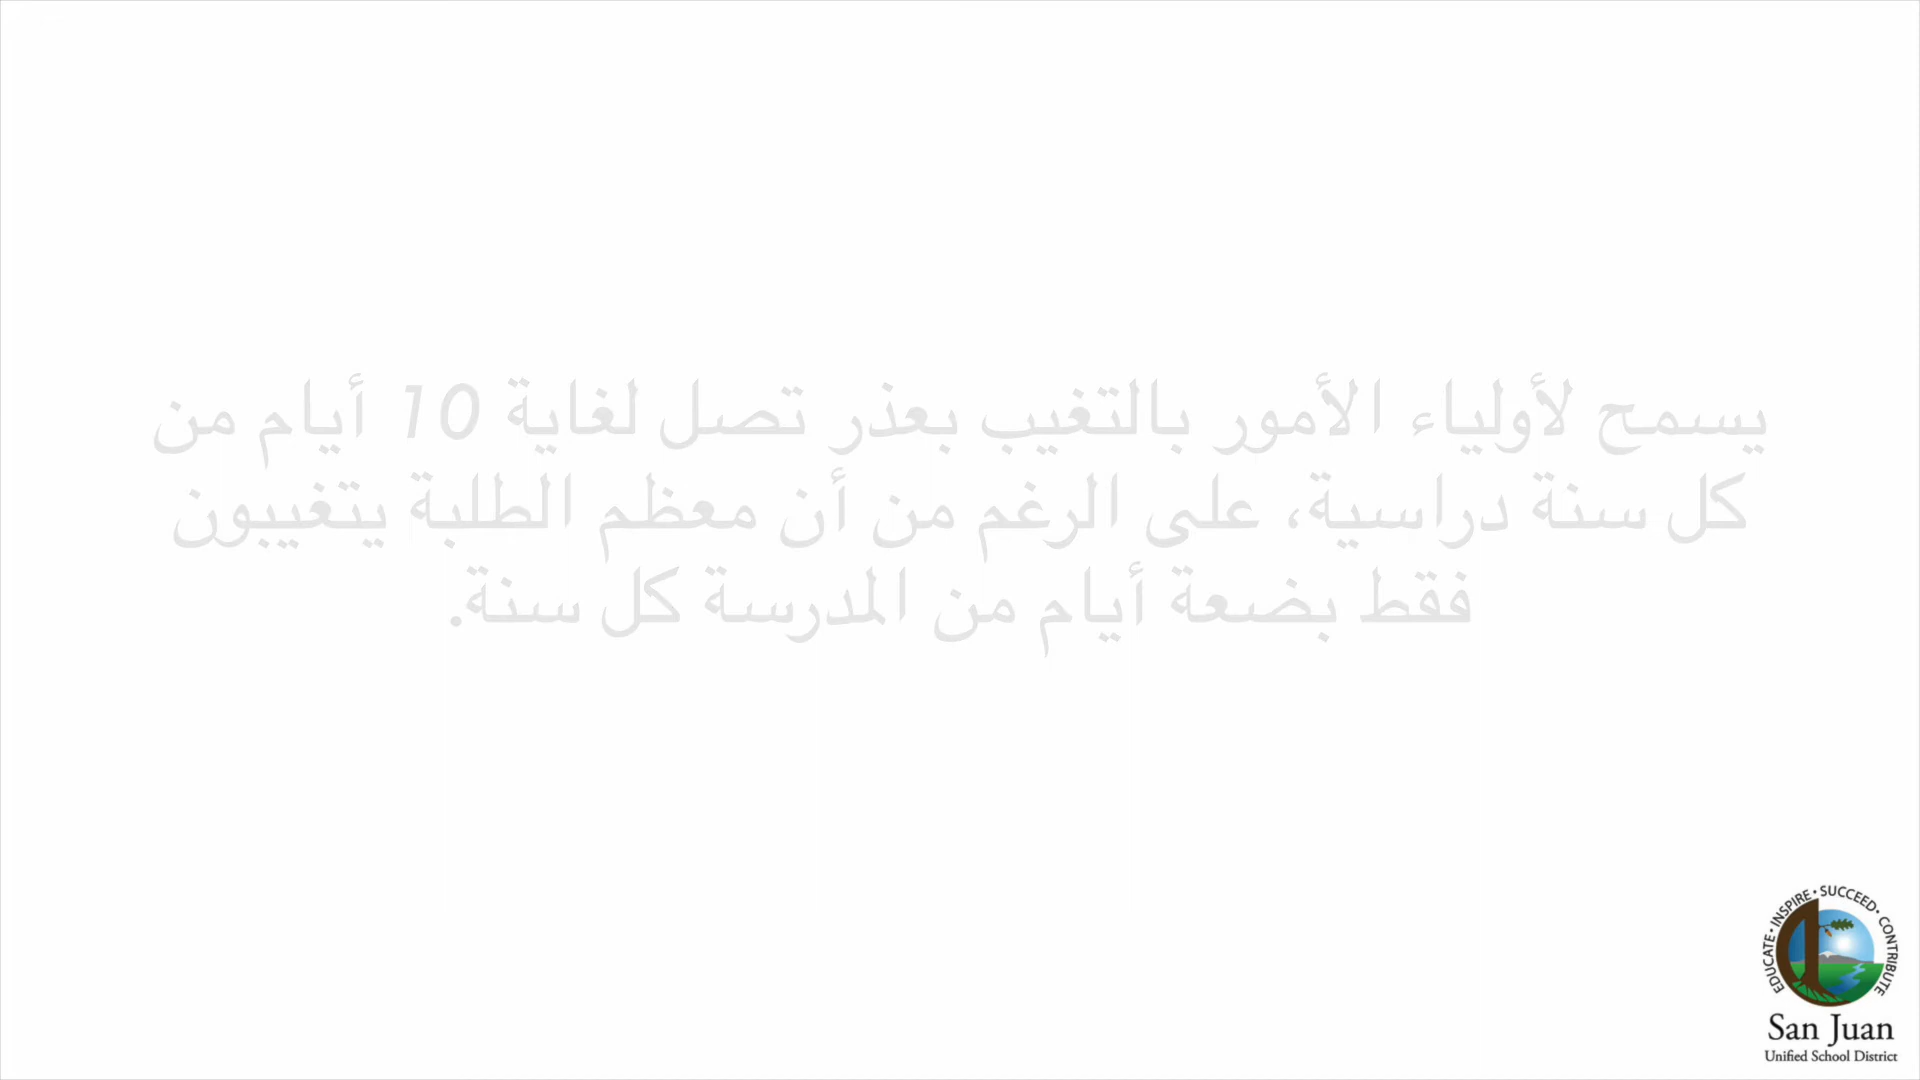 يسمح لأولياء الأمور بالتغيب بعذر تصل لغاية 10 أيام من
كل سنة دراسية، على الرغم من أن معظم الطلبة يتغيبون
فقط بضعة أيام من المدرسة كل سنة.
EDUCATE • INSPIRE • SUCCEED • CONTRIBUTE
San Juan
Unified School District